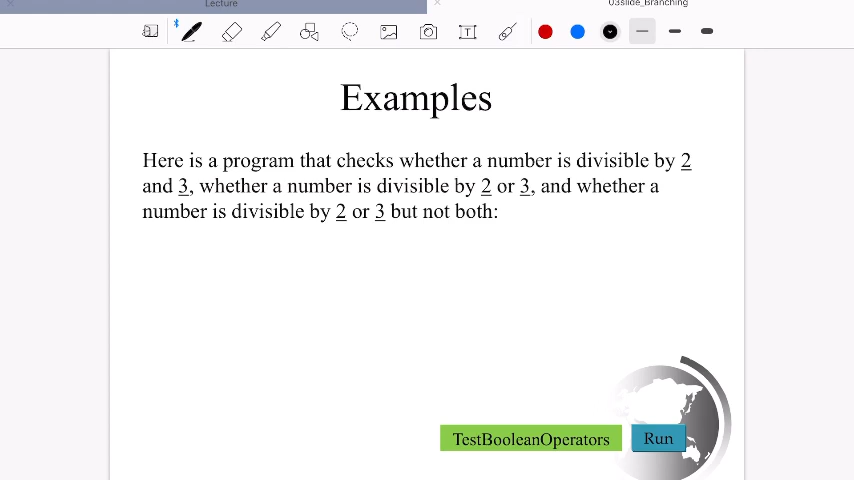 Lecture
03slide_Branching
T
Examples
Here is a program that checks whether a number is divisible by 2
and 3, whether a number is divisible by 2 or 3, and whether a
number is divisible by 2 or 3 but not both:
TestBooleanOperators
Run